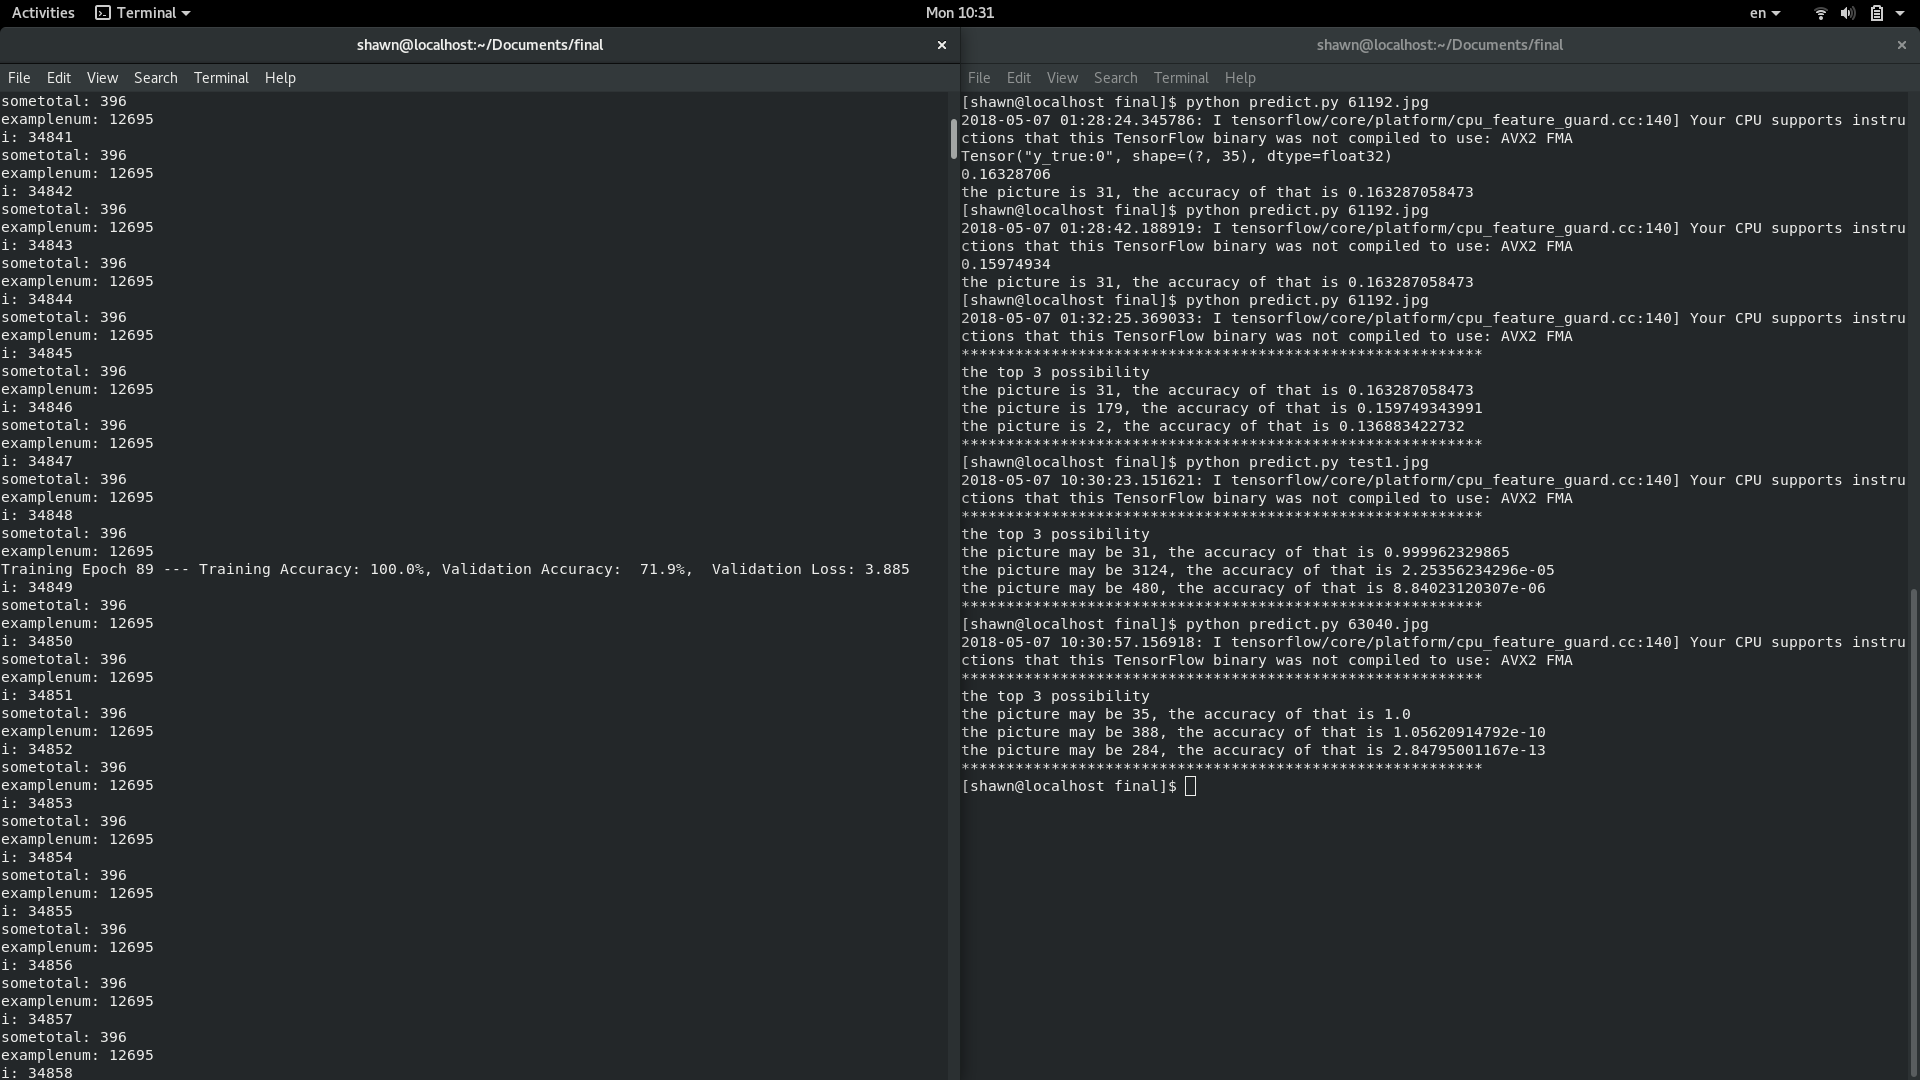 Activities Terminal Mon 10:31 en
shawn@localhost:~/Documents/final
File Edit View Search Terminal Help
sometotal: 396
examplenum: 12695
i: 34841
sometotal: 396
examplenum: 12695
i: 34842
sometotal: 396
examplenum: 12695
i: 34843
sometotal: 396
examplenum: 12695
i: 34844
sometotal: 396
examplenum: 12695
i: 34845
sometotal: 396
examplenum: 12695
i: 34846
sometotal: 396
examplenum: 12695
i: 34847
sometotal: 396
examplenum: 12695
i: 34848
sometotal: 396
examplenum: 12695
Training Epoch 89 --- Training Accuracy: 100.0%, Validation Accuracy:  71.9%,  Validation Loss: 3.885
i: 34849
sometotal: 396
examplenum: 12695
i: 34850
sometotal: 396
examplenum: 12695
i: 34851
sometotal: 396
examplenum: 12695
i: 34852
sometotal: 396
examplenum: 12695
i: 34853
sometotal: 396
examplenum: 12695
i: 34854
sometotal: 396
examplenum: 12695
i: 34855
sometotal: 396
examplenum: 12695
i: 34856
sometotal: 396
examplenum: 12695
i: 34857
sometotal: 396
examplenum: 12695
i: 34858
shawn@localhost:~/Documents/final
File Edit View Search Terminal Help
[shawn@localhost final]$ python predict.py 61192.jpg
2018-05-07 01:28:24.345786: I tensorflow/core/platform/cpu_feature_guard.cc:140] Your CPU supports instru
ctions that this TensorFlow binary was not compiled to use: AVX2 FMA
Tensor("y_true:0", shape=(?, 35), dtype=float32)
0.16328706
the picture is 31, the accuracy of that is 0.163287058473
[shawn@localhost final]$ python predict.py 61192.jpg
2018-05-07 01:28:42.188919: I tensorflow/core/platform/cpu_feature_guard.cc:140] Your CPU supports instru
ctions that this TensorFlow binary was not compiled to use: AVX2 FMA
0.15974934
the picture is 31, the accuracy of that is 0.163287058473
[shawn@localhost final]$ python predict.py 61192.jpg
2018-05-07 01:32:25.369033: I tensorflow/core/platform/cpu_feature_guard.cc:140] Your CPU supports instru
ctions that this TensorFlow binary was not compiled to use: AVX2 FMA
**********************************************************
the top 3 possibility
the picture is 31, the accuracy of that is 0.163287058473
the picture is 179, the accuracy of that is 0.159749343991
the picture is 2, the accuracy of that is 0.136883422732
**********************************************************
[shawn@localhost final]$ python predict.py test1.jpg
2018-05-07 10:30:23.151621: I tensorflow/core/platform/cpu_feature_guard.cc:140] Your CPU supports instru
ctions that this TensorFlow binary was not compiled to use: AVX2 FMA
**********************************************************
the top 3 possibility
the picture may be 31, the accuracy of that is 0.999962329865
the picture may be 3124, the accuracy of that is 2.25356234296e-05
the picture may be 480, the accuracy of that is 8.84023120307e-06
**********************************************************
[shawn@localhost final]$ python predict.py 63040.jpg
2018-05-07 10:30:57.156918: I tensorflow/core/platform/cpu_feature_guard.cc:140] Your CPU supports instru
ctions that this TensorFlow binary was not compiled to use: AVX2 FMA
**********************************************************
the top 3 possibility
the picture may be 35, the accuracy of that is 1.0
the picture may be 388, the accuracy of that is 1.05620914792e-10
the picture may be 284, the accuracy of that is 2.84795001167e-13
**********************************************************
[shawn@localhost final]$